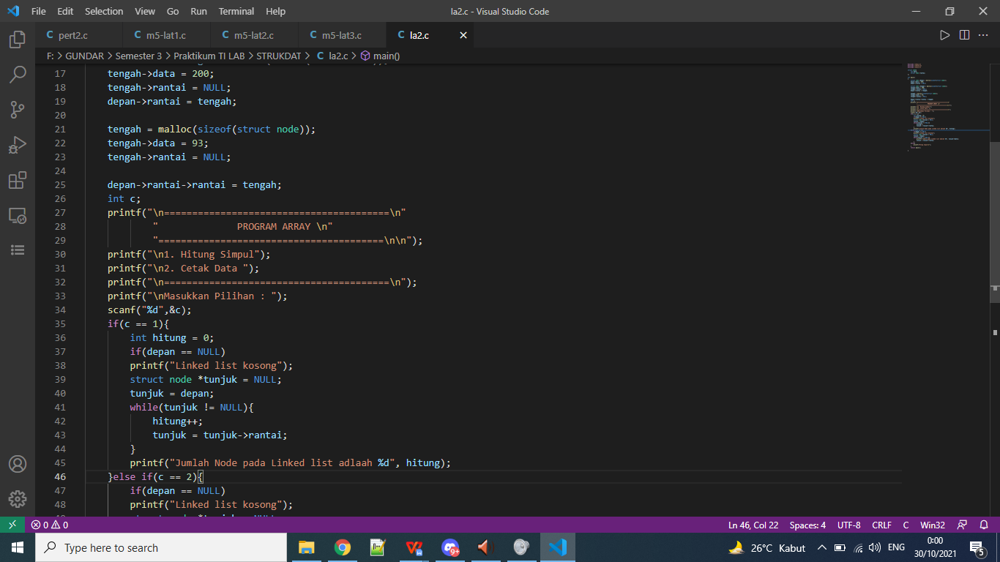 File Edit Selection View Go Run Terminal Help la2.c - Visual Studio Code
pert2.c m5-lat1.c m5-lat2.c m5-lat3.c la2.c
F: > GUNDAR > Semester 3 > Praktikum TI LAB > STRUKDAT > C la2.c > main()
17 tengah->data = 200;
18 tengah->rantai = NULL;
19 depan->rantai = tengah;
20
21 tengah = malloc(sizeof(struct node));
22 tengah->data = 93;
23 tengah->rantai = NULL;
24
25 depan->rantai->rantai = tengah;
26 int c;
27 printf("\n========================================\n"
28 " PROGRAM ARRAY \n"
29 "========================================\n\n");
30 printf("\n1. Hitung Simpul");
31 printf("\n2. Cetak Data ");
32 printf("\n========================================\n");
33 printf("\nMasukkan Pilihan : ");
34 scanf("%d",&c);
35 if(c == 1){
36 int hitung = 0;
37 if(depan == NULL)
38 printf("Linked list kosong");
39 struct node *tunjuk = NULL;
40 tunjuk = depan;
41 while(tunjuk != NULL){
42 hitung++;
43 tunjuk = tunjuk->rantai;
44 }
45 printf("Jumlah Node pada Linked list adlaah %d", hitung);
46 }else if(c == 2){
47 if(depan == NULL)
48 printf("Linked list kosong");
0 0 Ln 46, Col 22 Spaces: 4 UTF-8 CRLF C Win32
Type here to search 9+ 26°C Kabut ENG 0:00 30/10/2021 5